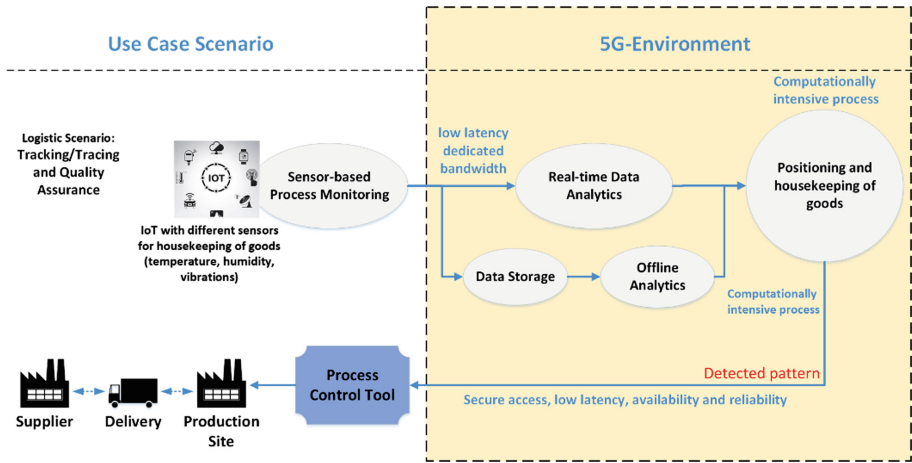 Use Case Scenario
5G-Environment
Computationally
intensive process
Logistic Scenario:
Tracking/Tracing
and Quality
Assurance
IOT
Sensor-based
Process Monitoring
low latency
dedicated
bandwidth
Real-time Data
Analytics
Positioning and
housekeeping of
goods
IoT with different sensors
for housekeeping of goods
(temperature, humidity,
vibrations)
Data Storage
Offline
Analytics
Computationally
intensive process
Process
Control Tool
Detected pattern
Secure access, low latency, availability and reliability
Supplier
Delivery
Production
Site